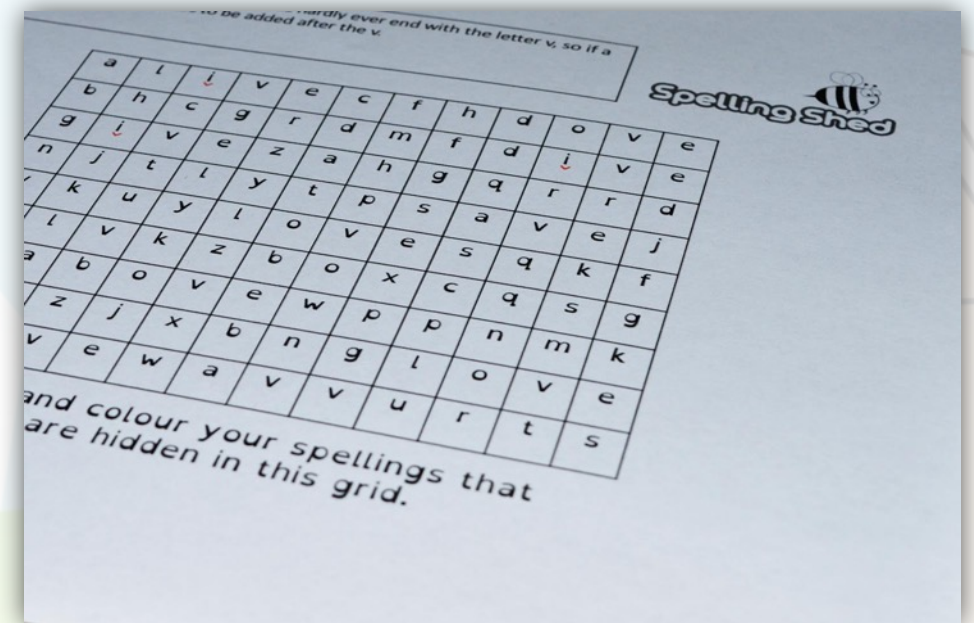 hardly ever end with the letter v, so if a
to be added after the v.
Spelling Shed
a l i v e c f h d o v e
b h c g r d m f d i v e
g i v e z a h g q r r d
n j t l y t p s a v e j
k u y l o v e s q k f
l v k z b o x c q s g
a b o v e w p p n m k
z j x b n g l o v e
v e w a v v u r t s
and colour your spellings that
are hidden in this grid.